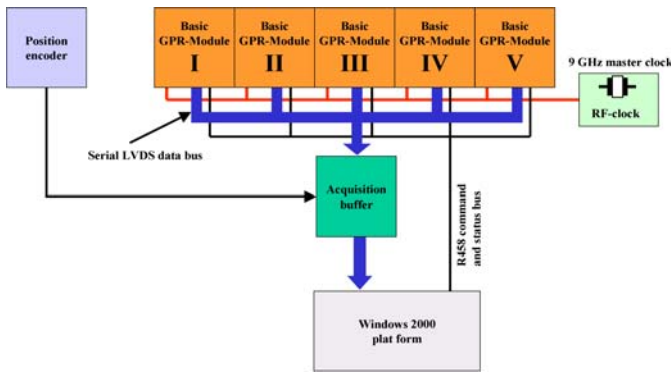 Position
encoder
Basic
GPR-Module
I
Basic
GPR-Module
II
Basic
GPR-Module
III
Basic
GPR-Module
IV
Basic
GPR-Module
V
9 GHz master clock
RF-clock
Serial LVDS data bus
Acquisition
buffer
R458 command
and status bus
Windows 2000
plat form